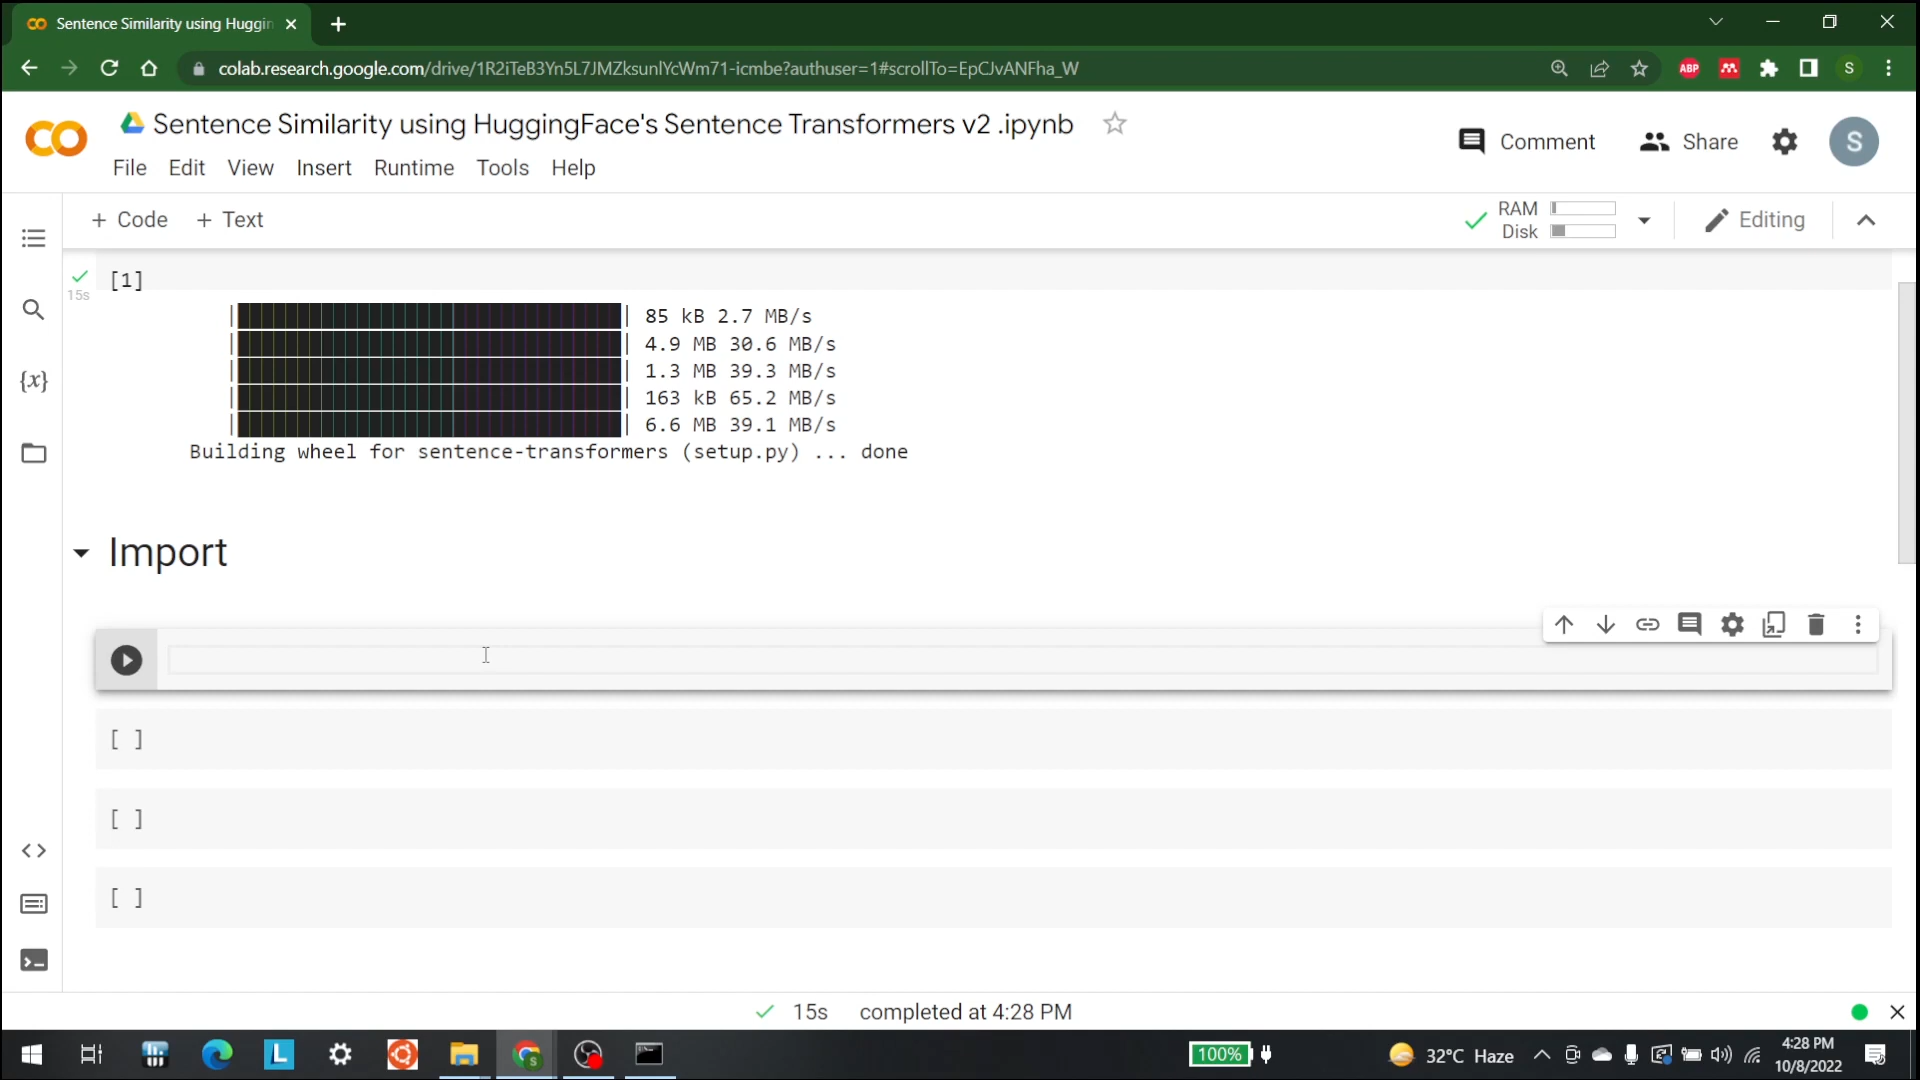 Sentence Similarity using Huggin
colab.research.google.com/drive/1R2iTeB3Yn5L7JMZksunlYcWm71-icmbe?authuser=1#scrollTo=EpCJvANFha_W
ABP
S
Sentence Similarity using HuggingFace's Sentence Transformers v2 .ipynb
File Edit View Insert Runtime Tools Help
Comment Share S
+ Code + Text
RAM
Disk
Editing
[1]
15s
85 kB 2.7 MB/s
4.9 MB 30.6 MB/s
1.3 MB 39.3 MB/s
163 kB 65.2 MB/s
6.6 MB 39.1 MB/s
Building wheel for sentence-transformers (setup.py) ... done
{x}
Import
[ ]
[ ]
[ ]
15s completed at 4:28 PM
L
100%
32°C Haze
4:28 PM
10/8/2022